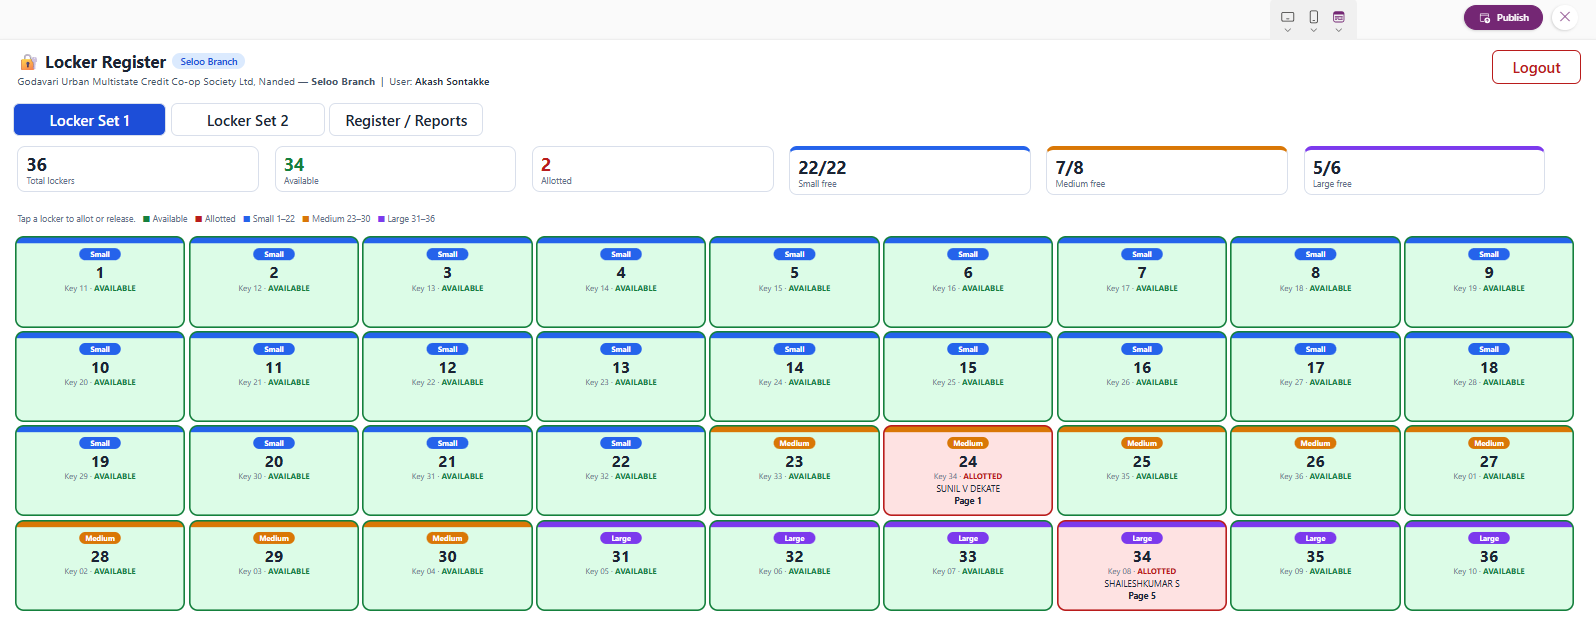 Publish
Locker Register Seloo Branch
Godavari Urban Multistate Credit Co-op Society Ltd, Nanded — Seloo Branch | User: Akash Sontakke
Logout
Locker Set 1 Locker Set 2 Register / Reports
36 34 2 22/22 7/8 5/6
Total lockers Available Allotted Small free Medium free Large free
Tap a locker to allot or release. Available Allotted Small 1–22 Medium 23–30 Large 31–36
Small Small Small Small Small Small Small Small Small
1 2 3 4 5 6 7 8 9
Key 11 · AVAILABLE Key 12 · AVAILABLE Key 13 · AVAILABLE Key 14 · AVAILABLE Key 15 · AVAILABLE Key 16 · AVAILABLE Key 17 · AVAILABLE Key 18 · AVAILABLE Key 19 · AVAILABLE
Small Small Small Small Small Small Small Small Small
10 11 12 13 14 15 16 17 18
Key 20 · AVAILABLE Key 21 · AVAILABLE Key 22 · AVAILABLE Key 23 · AVAILABLE Key 24 · AVAILABLE Key 25 · AVAILABLE Key 26 · AVAILABLE Key 27 · AVAILABLE Key 28 · AVAILABLE
Small Small Small Small Medium Medium Medium Medium Medium
19 20 21 22 23 24 25 26 27
Key 29 · AVAILABLE Key 30 · AVAILABLE Key 31 · AVAILABLE Key 32 · AVAILABLE Key 33 · AVAILABLE Key 34 · ALLOTTED Key 35 · AVAILABLE Key 36 · AVAILABLE Key 01 · AVAILABLE
SUNIL V DEKATE
Page 1
Medium Medium Medium Large Large Large Large Large Large
28 29 30 31 32 33 34 35 36
Key 02 · AVAILABLE Key 03 · AVAILABLE Key 04 · AVAILABLE Key 05 · AVAILABLE Key 06 · AVAILABLE Key 07 · AVAILABLE Key 08 · ALLOTTED Key 09 · AVAILABLE Key 10 · AVAILABLE
SHAILESHKUMAR S
Page 5